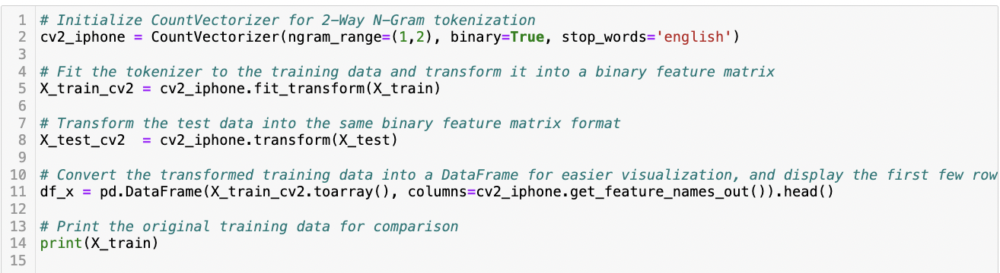 1 # Initialize CountVectorizer for 2-Way N-Gram tokenization
2 cv2_iphone = CountVectorizer(ngram_range=(1,2), binary=True, stop_words='english')
3
4 # Fit the tokenizer to the training data and transform it into a binary feature matrix
5 X_train_cv2 = cv2_iphone.fit_transform(X_train)
6
7 # Transform the test data into the same binary feature matrix format
8 X_test_cv2  = cv2_iphone.transform(X_test)
9
10 # Convert the transformed training data into a DataFrame for easier visualization, and display the first few row
11 df_x = pd.DataFrame(X_train_cv2.toarray(), columns=cv2_iphone.get_feature_names_out()).head()
12
13 # Print the original training data for comparison
14 print(X_train)
15